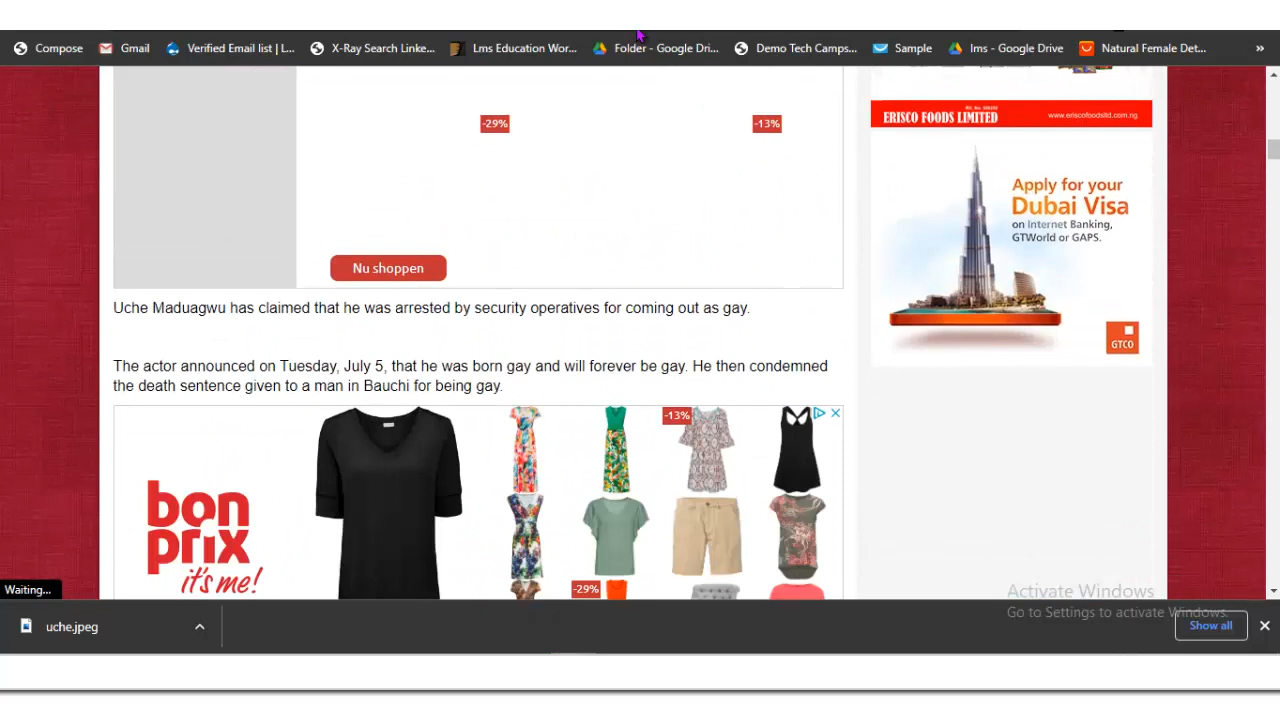 Compose
Gmail
Verified Email list | L...
X-Ray Search Linke...
Lms Education Wor...
Folder - Google Dri...
Demo Tech Camps...
Sample
lms - Google Drive
Natural Female Det...
»
-29%
-13%
Nu shoppen
ERISCO FOODS LIMITED
www.eriscofoodsltd.com.ng
Apply for your
Dubai Visa
on Internet Banking,
GTWorld or GAPS.
GTCO
Uche Maduagwu has claimed that he was arrested by security operatives for coming out as gay.
The actor announced on Tuesday, July 5, that he was born gay and will forever be gay. He then condemned
the death sentence given to a man in Bauchi for being gay.
-13%
bon
prix
it's me!
-29%
Waiting...
Activate Windows
Go to Settings to activate Windows.
uche.jpeg
Show all